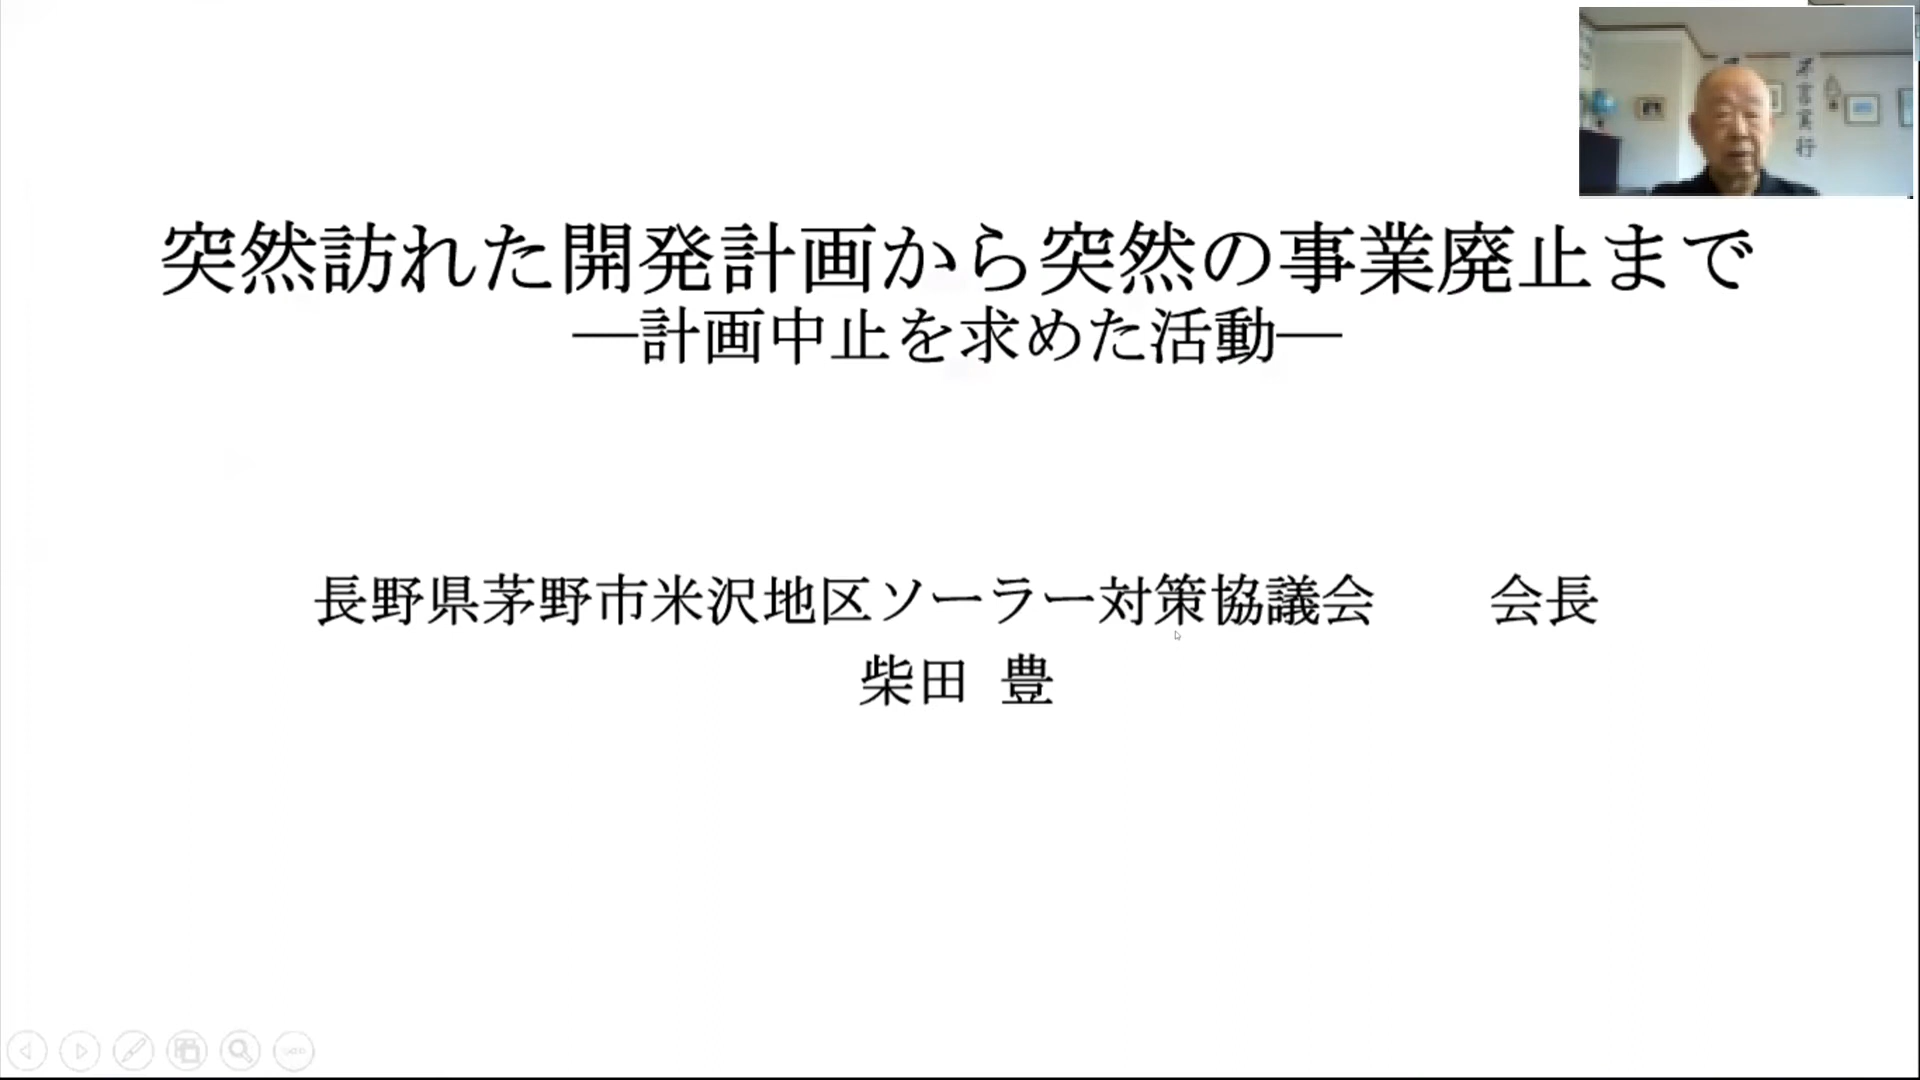 突然訪れた開発計画から突然の事業廃止まで
―計画中止を求めた活動―
長野県茅野市米沢地区ソーラー対策協議会　　会長
柴田 豊